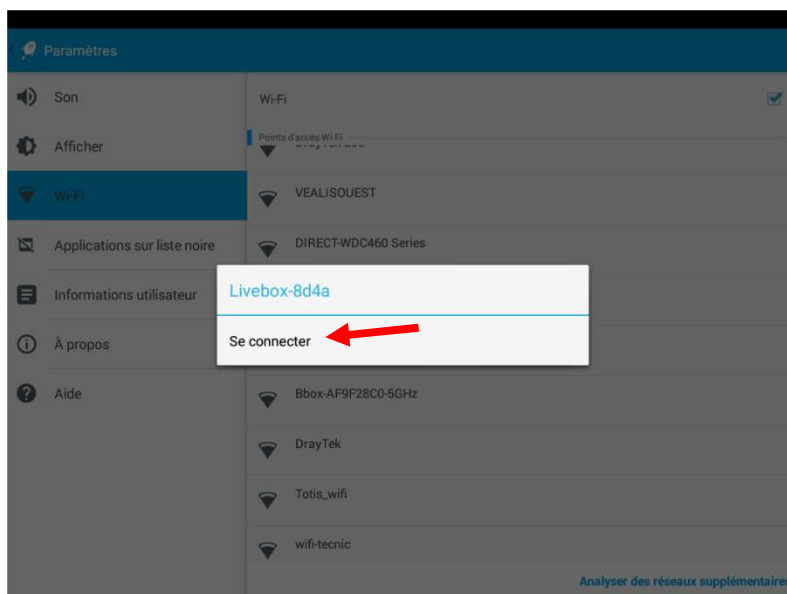 Paramètres
Son
Afficher
Wi-Fi
Applications sur liste noire
Informations utilisateur
À propos
Aide
Wi-Fi
Points d'accès Wi-Fi
VEALISOUEST
DIRECT-WDC460 Series
Livebox-8d4a
Se connecter
Bbox-AF9F28C0-5GHz
DrayTek
Totis_wifi
wifi-tecnic
Analyser des réseaux supplémentaires